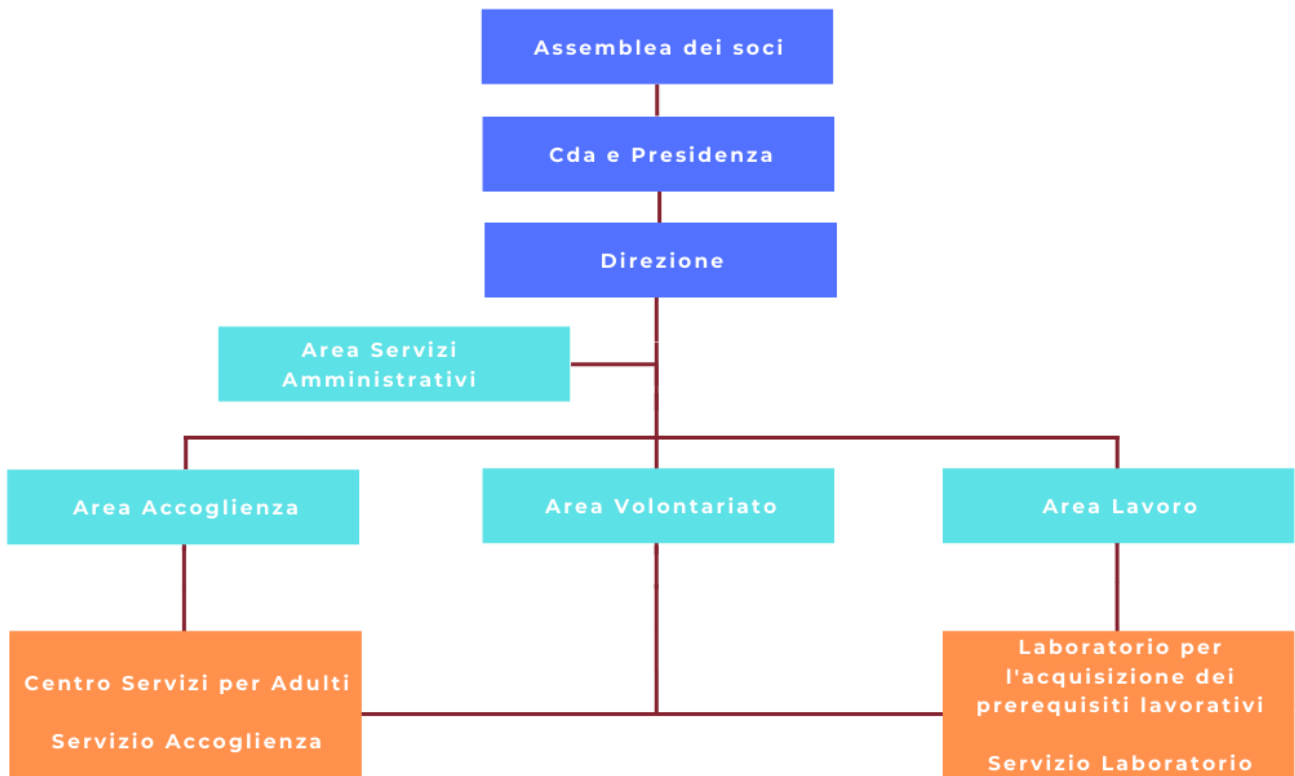 Assemblea dei soci
Cda e Presidenza
Direzione
Area Servizi
Amministrativi
Area Accoglienza
Area Volontariato
Area Lavoro
Centro Servizi per Adulti
Servizio Accoglienza
Laboratorio per
l'acquisizione dei
prerequisiti lavorativi
Servizio Laboratorio